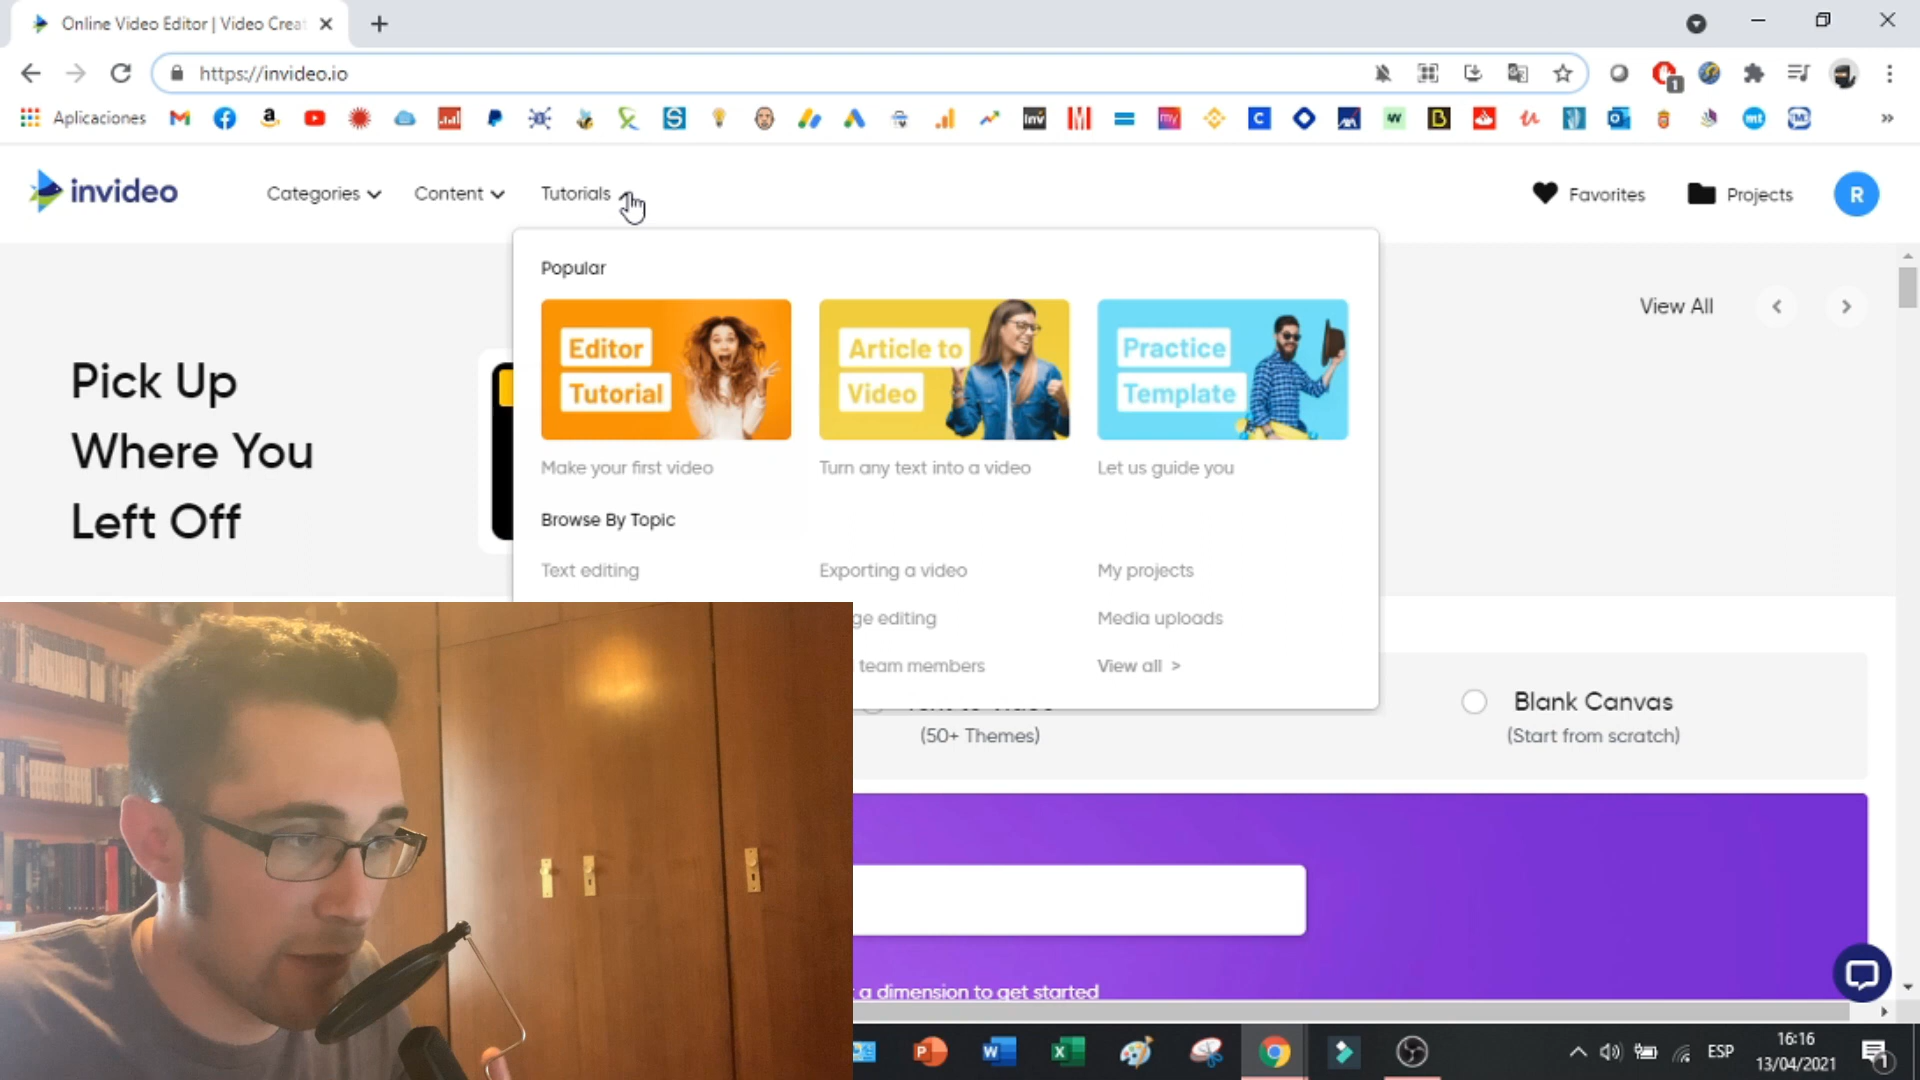 Online Video Editor | Video Crea
https://invideo.io
1
Aplicaciones
invideo
Categories
Content
Tutorials
Favorites
Projects
R
Popular
View All
Editor
Tutorial
Article to
Video
Practice
Template
Pick Up
Where You
Left Off
Make your first video
Turn any text into a video
Let us guide you
Browse By Topic
Text editing
Exporting a video
My projects
ge editing
Media uploads
team members
View all >
Blank Canvas
(50+ Themes)
(Start from scratch)
a dimension to get started
ESP
16:16
13/04/2021
1